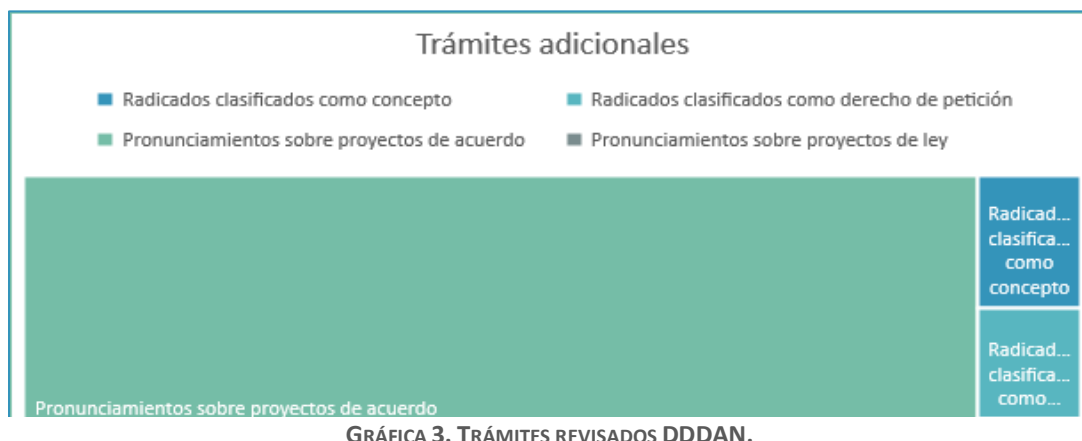 Trámites adicionales
Radicados clasificados como concepto
Radicados clasificados como derecho de petición
Pronunciamientos sobre proyectos de acuerdo
Pronunciamientos sobre proyectos de ley
Radicad...
clasifica...
como
concepto
Radicad...
clasifica...
como...
Pronunciamientos sobre proyectos de acuerdo
GRÁFICA 3. TRÁMITES REVISADOS DDDAN.